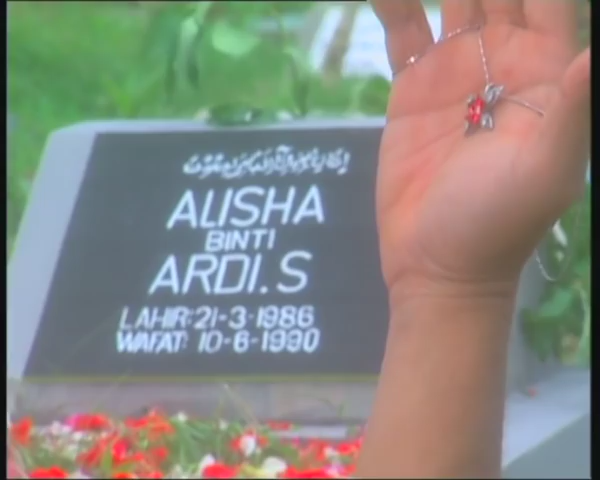 ALISHA
BINTI
ARDI.S
LAHIR: 21-3-1986
WAFAT: 10-6-1990